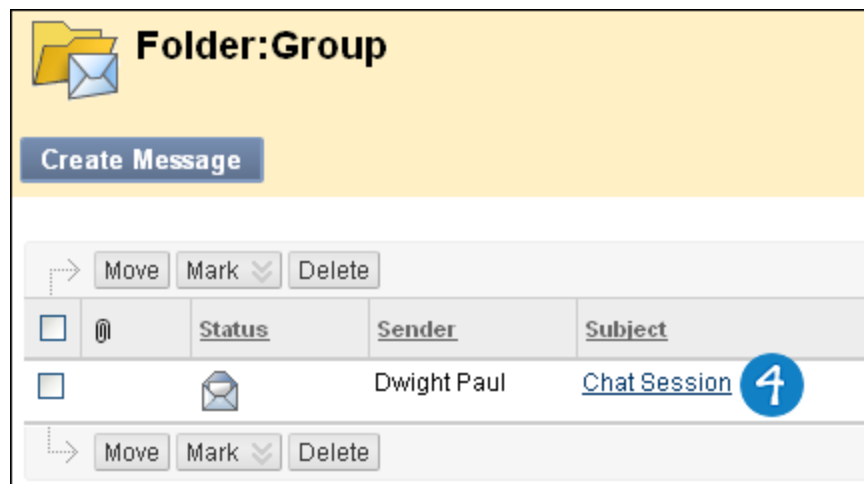 Folder:Group
Create Message
Move Mark Delete
Status Sender Subject
Dwight Paul Chat Session 4
Move Mark Delete